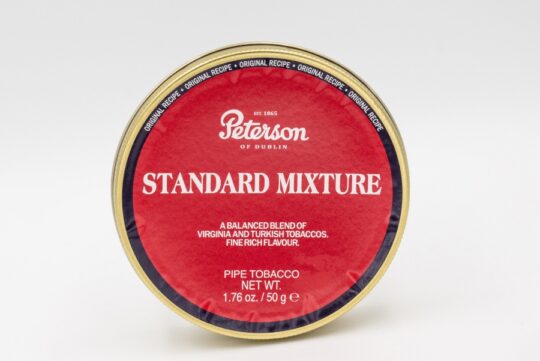 ORIGINAL RECIPE • ORIGINAL RECIPE • ORIGINAL RECIPE • ORIGINAL RECIPE
EST. 1865
Peterson
OF DUBLIN
STANDARD MIXTURE
A BALANCED BLEND OF
VIRGINIA AND TURKISH TOBACCOS.
FINE RICH FLAVOUR.
PIPE TOBACCO
NET WT.
1.76 oz. / 50 g ℮